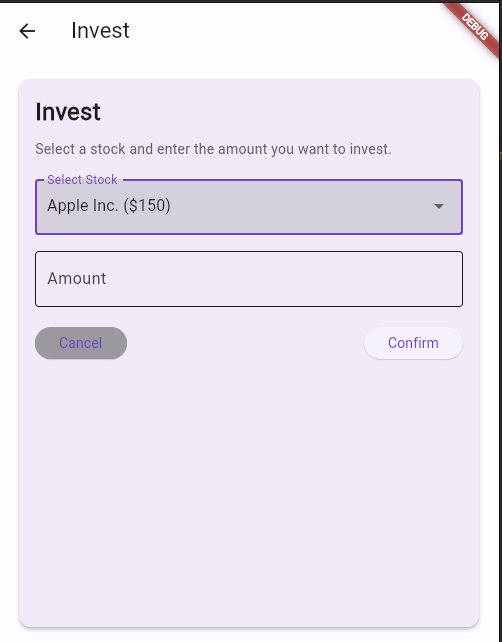 Invest
DEBUG
Invest
Select a stock and enter the amount you want to invest.
Select Stock
Apple Inc. ($150)
Amount
Cancel
Confirm